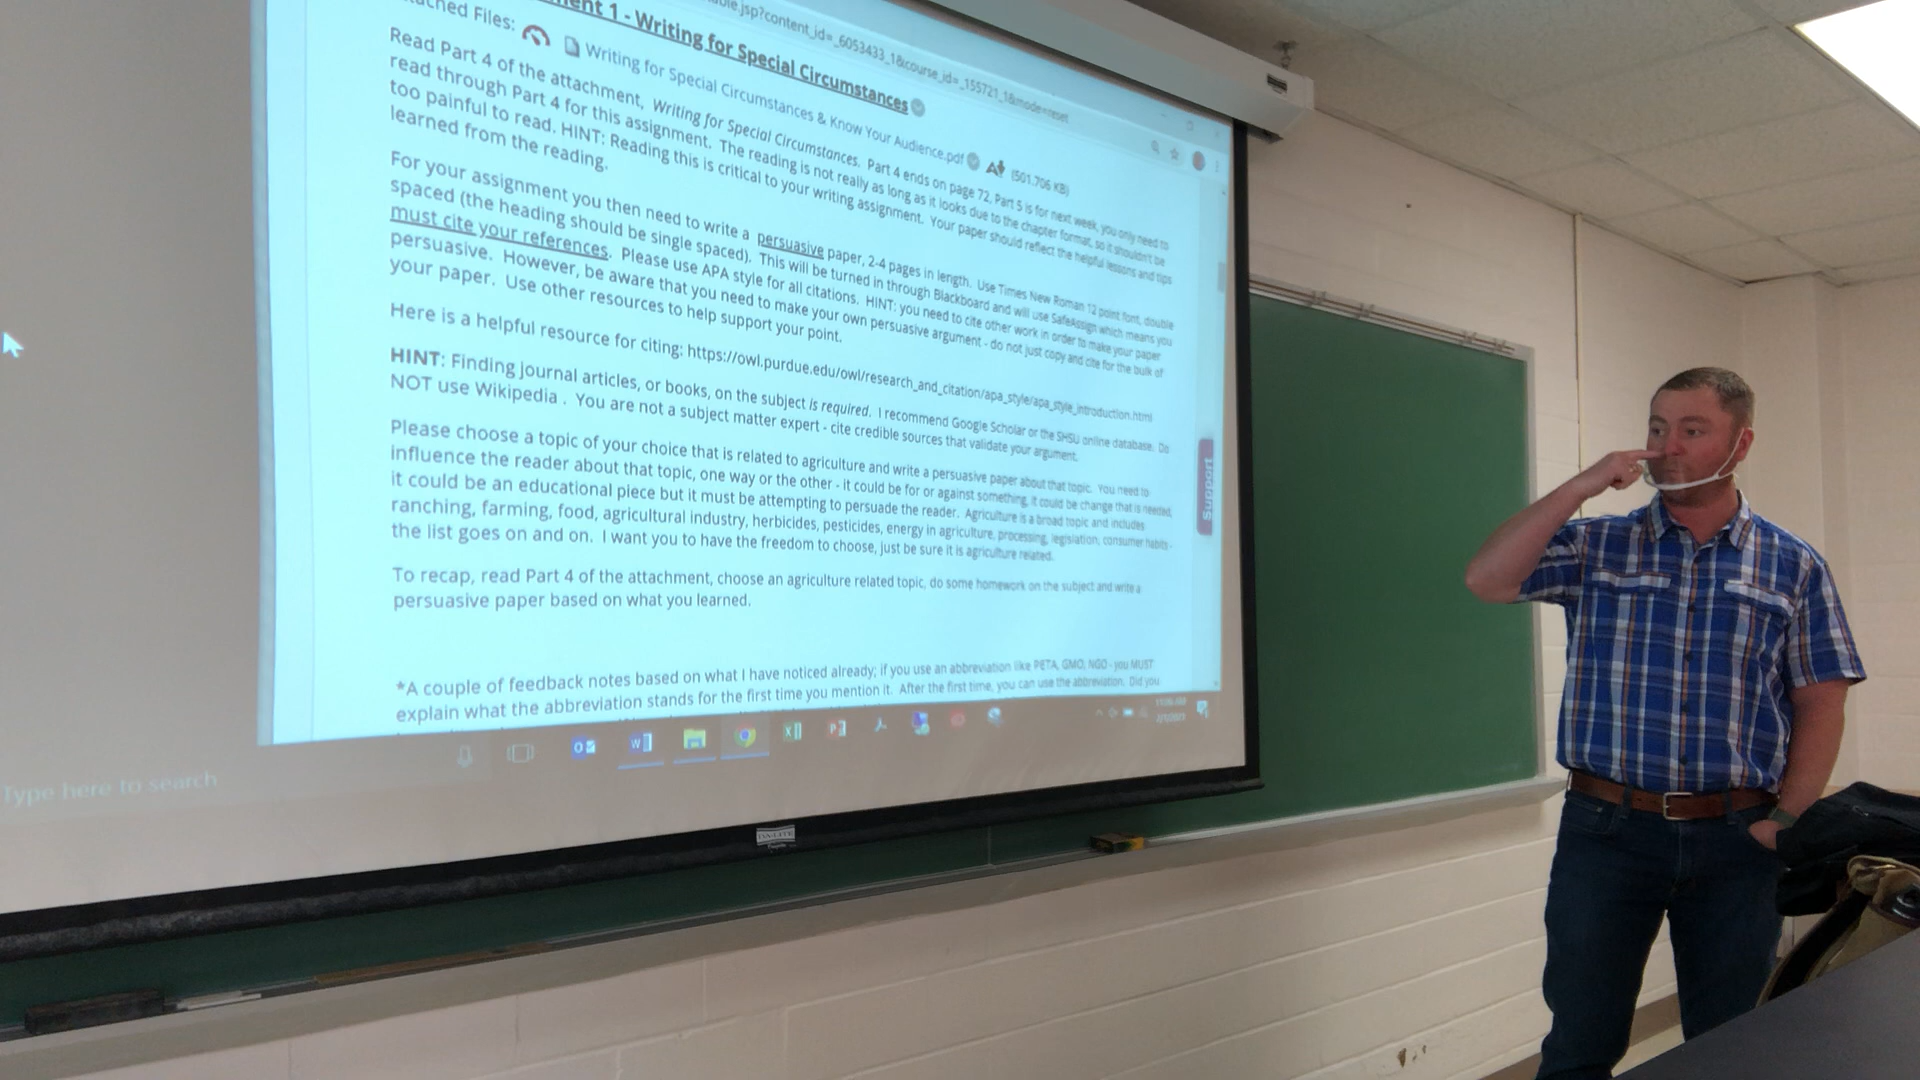 able.jsp?content_id=_6053433_1&course_id=_155721_1&mode=reset
ment 1 - Writing for Special Circumstances
Attached Files: Writing for Special Circumstances & Know Your Audience.pdf (501.706 KB)
Read Part 4 of the attachment, Writing for Special Circumstances. Part 4 ends on page 72, Part 5 is for next week, you only need to
read through Part 4 for this assignment. The reading is not really as long as it looks due to the chapter format, so it shouldn't be
too painful to read. HINT: Reading this is critical to your writing assignment. Your paper should reflect the helpful lessons and tips
learned from the reading.
For your assignment you then need to write a persuasive paper, 2-4 pages in length. Use Times New Roman 12 point font, double
spaced (the heading should be single spaced). This will be turned in through Blackboard and will use SafeAssign which means you
must cite your references. Please use APA style for all citations. HINT: you need to cite other work in order to make your paper
persuasive. However, be aware that you need to make your own persuasive argument - do not just copy and cite for the bulk of
your paper. Use other resources to help support your point.
Here is a helpful resource for citing: https://owl.purdue.edu/owl/research_and_citation/apa_style/apa_style_introduction.html
HINT: Finding journal articles, or books, on the subject is required. I recommend Google Scholar or the SHSU online database. Do
NOT use Wikipedia . You are not a subject matter expert - cite credible sources that validate your argument.
Please choose a topic of your choice that is related to agriculture and write a persuasive paper about that topic. You need to
influence the reader about that topic, one way or the other - it could be for or against something, it could be change that is needed,
it could be an educational piece but it must be attempting to persuade the reader. Agriculture is a broad topic and includes
ranching, farming, food, agricultural industry, herbicides, pesticides, energy in agriculture, processing, legislation, consumer habits -
the list goes on and on. I want you to have the freedom to choose, just be sure it is agriculture related.
To recap, read Part 4 of the attachment, choose an agriculture related topic, do some homework on the subject and write a
persuasive paper based on what you learned.
*A couple of feedback notes based on what I have noticed already; if you use an abbreviation like PETA, GMO, NGO - you MUST
explain what the abbreviation stands for the first time you mention it. After the first time, you can use the abbreviation. Did you
Support
Type here to search
DA-LITE